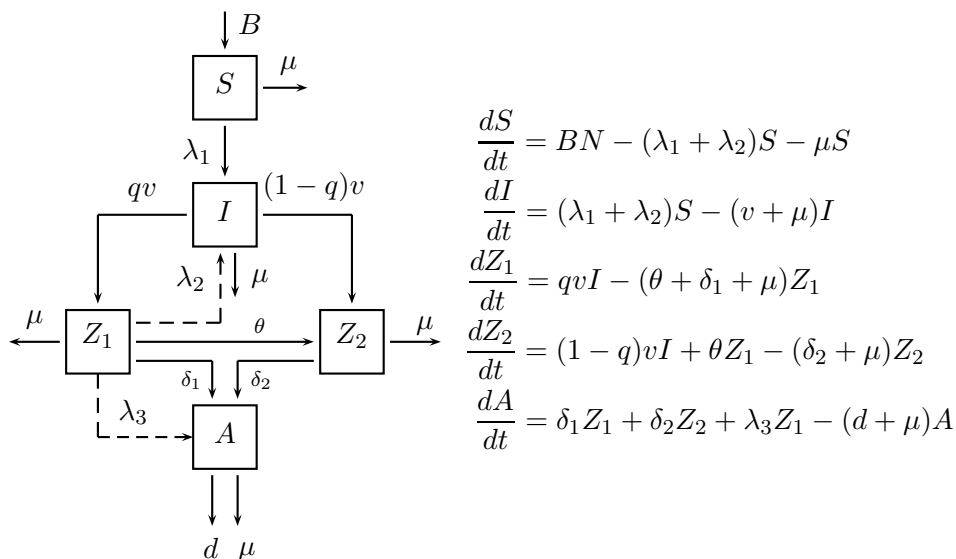 B
S
μ
λ₁
qv
(1 − q)v
I
λ₂
μ
μ
Z₁
θ
Z₂
μ
δ₁
δ₂
λ₃
A
d
μ
dS/dt = BN − (λ₁ + λ₂)S − μS
dI/dt = (λ₁ + λ₂)S − (v + μ)I
dZ₁/dt = qvI − (θ + δ₁ + μ)Z₁
dZ₂/dt = (1 − q)vI + θZ₁ − (δ₂ + μ)Z₂
dA/dt = δ₁Z₁ + δ₂Z₂ + λ₃Z₁ − (d + μ)A